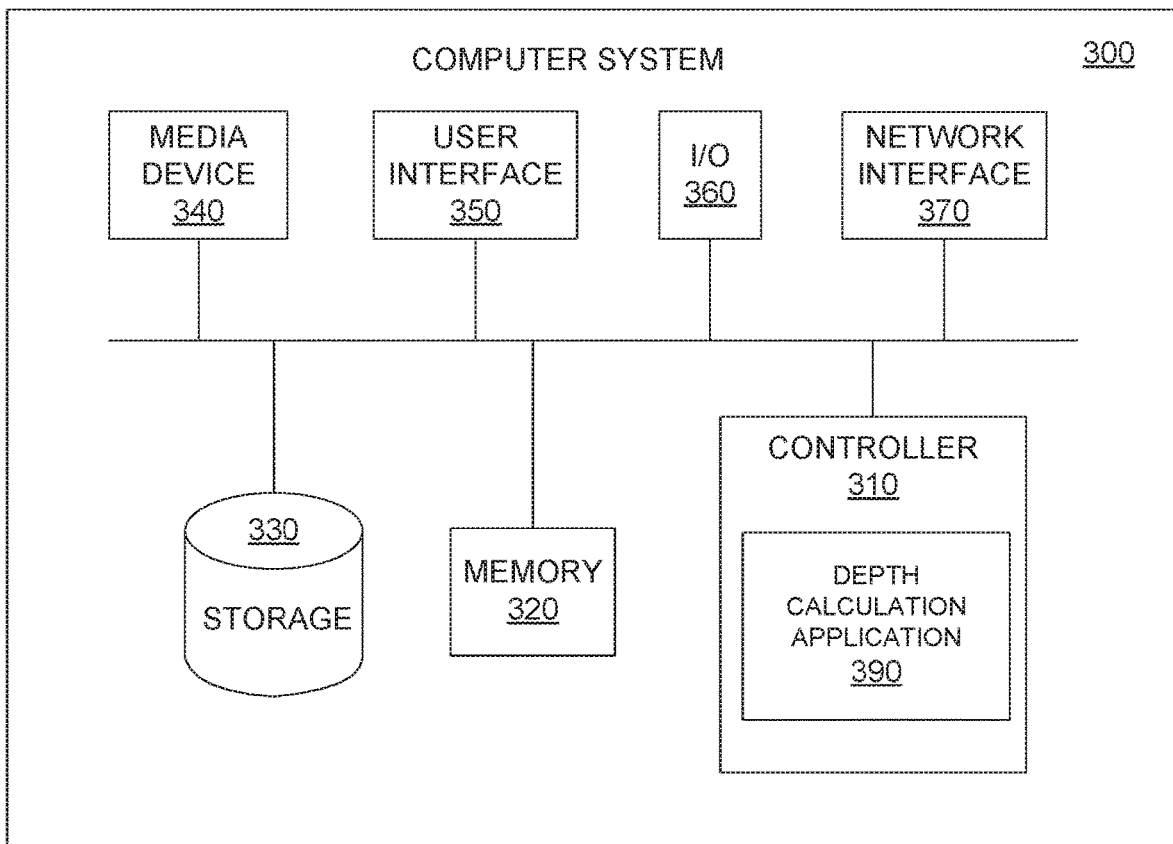 COMPUTER SYSTEM
300
MEDIA
DEVICE
340
USER
INTERFACE
350
I/O
360
NETWORK
INTERFACE
370
330
STORAGE
MEMORY
320
CONTROLLER
310
DEPTH
CALCULATION
APPLICATION
390